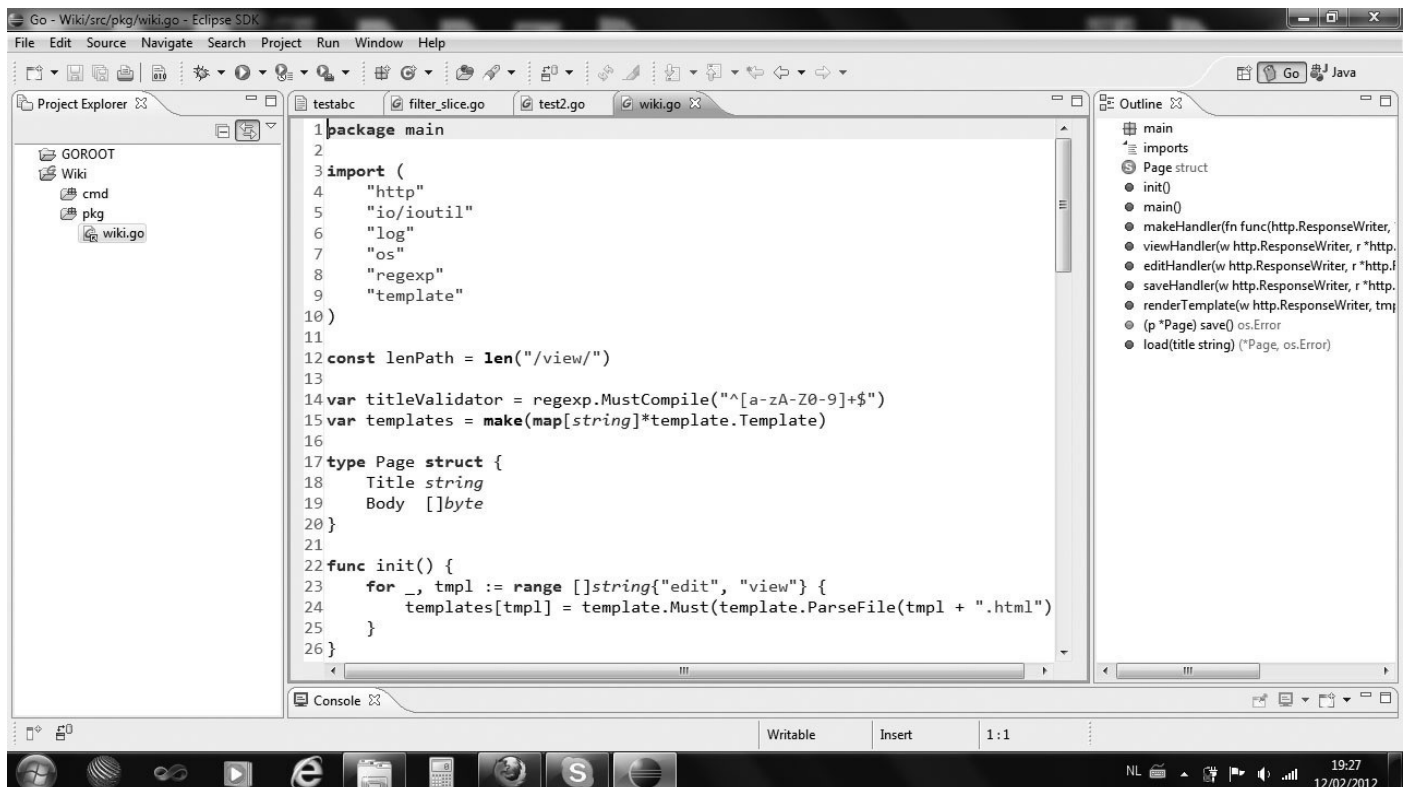 Go - Wiki/src/pkg/wiki.go - Eclipse SDK
File Edit Source Navigate Search Project Run Window Help
Go Java
Project Explorer
GOROOT
Wiki
cmd
pkg
wiki.go
testabc filter_slice.go test2.go wiki.go
1 package main
2
3 import (
4     "http"
5     "io/ioutil"
6     "log"
7     "os"
8     "regexp"
9     "template"
10 )
11
12 const lenPath = len("/view/")
13
14 var titleValidator = regexp.MustCompile("^[a-zA-Z0-9]+$")
15 var templates = make(map[string]*template.Template)
16
17 type Page struct {
18     Title string
19     Body  []byte
20 }
21
22 func init() {
23     for _, tmpl := range []string{"edit", "view"} {
24         templates[tmpl] = template.Must(template.ParseFile(tmpl + ".html")
25     }
26 }
Outline
main
imports
Page struct
init()
main()
makeHandler(fn func(http.ResponseWriter,
viewHandler(w http.ResponseWriter, r *http.
editHandler(w http.ResponseWriter, r *http.
saveHandler(w http.ResponseWriter, r *http.
renderTemplate(w http.ResponseWriter,
(p *Page) save() os.Error
load(title string) (*Page, os.Error)
Console
Writable Insert 1:1
NL 19:27
12/02/2012